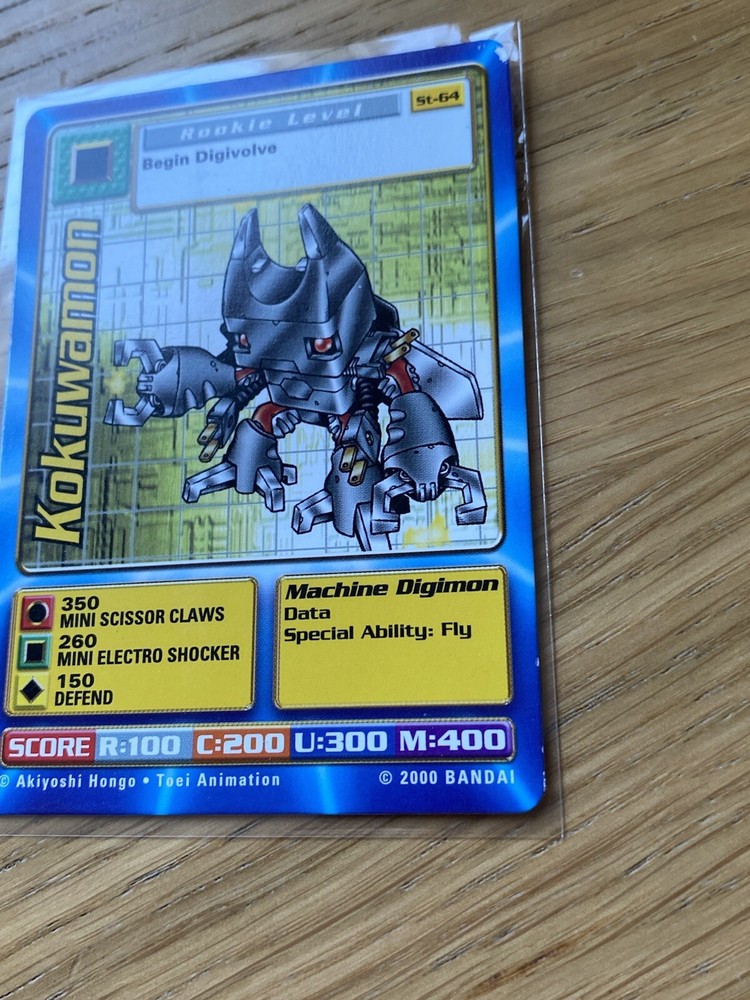 Rookie Level
St-64
Begin Digivolve
Kokuwamon
350
MINI SCISSOR CLAWS
260
MINI ELECTRO SHOCKER
150
DEFEND
Machine Digimon
Data
Special Ability: Fly
SCORE R:100 C:200 U:300 M:400
© Akiyoshi Hongo • Toei Animation
© 2000 BANDAI